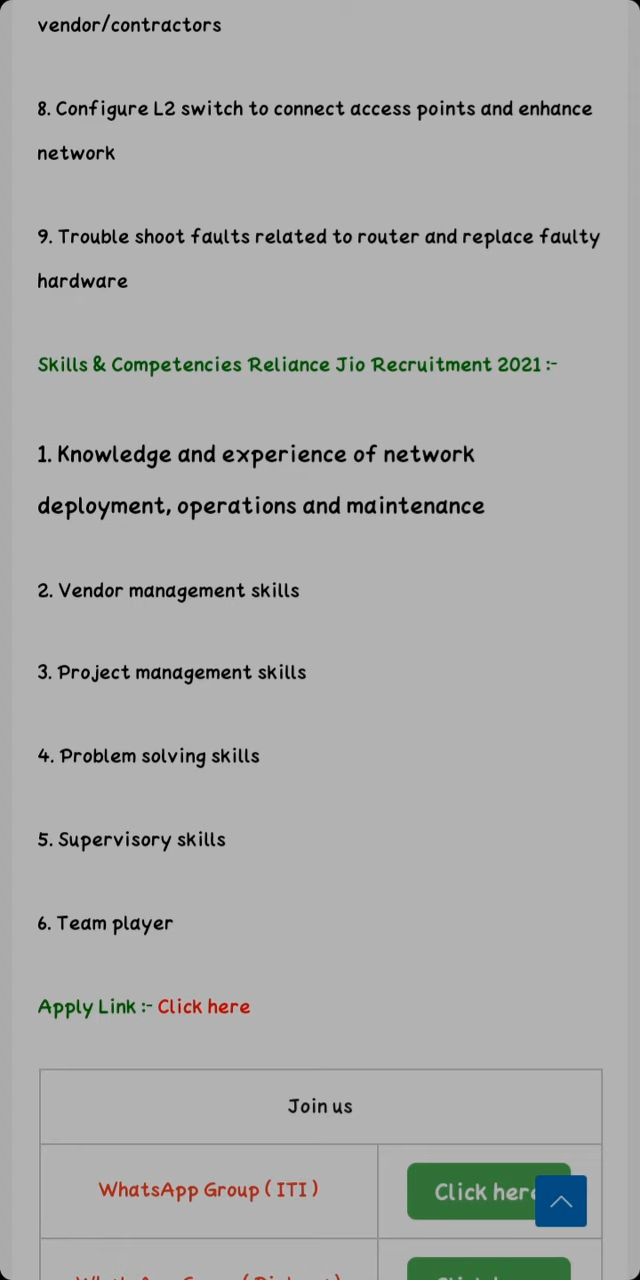 vendor/contractors
8. Configure L2 switch to connect access points and enhance
network
9. Trouble shoot faults related to router and replace faulty
hardware
Skills & Competencies Reliance Jio Recruitment 2021 :-
1. Knowledge and experience of network
deployment, operations and maintenance
2. Vendor management skills
3. Project management skills
4. Problem solving skills
5. Supervisory skills
6. Team player
Apply Link :- Click here
Join us
WhatsApp Group ( ITI ) Click here